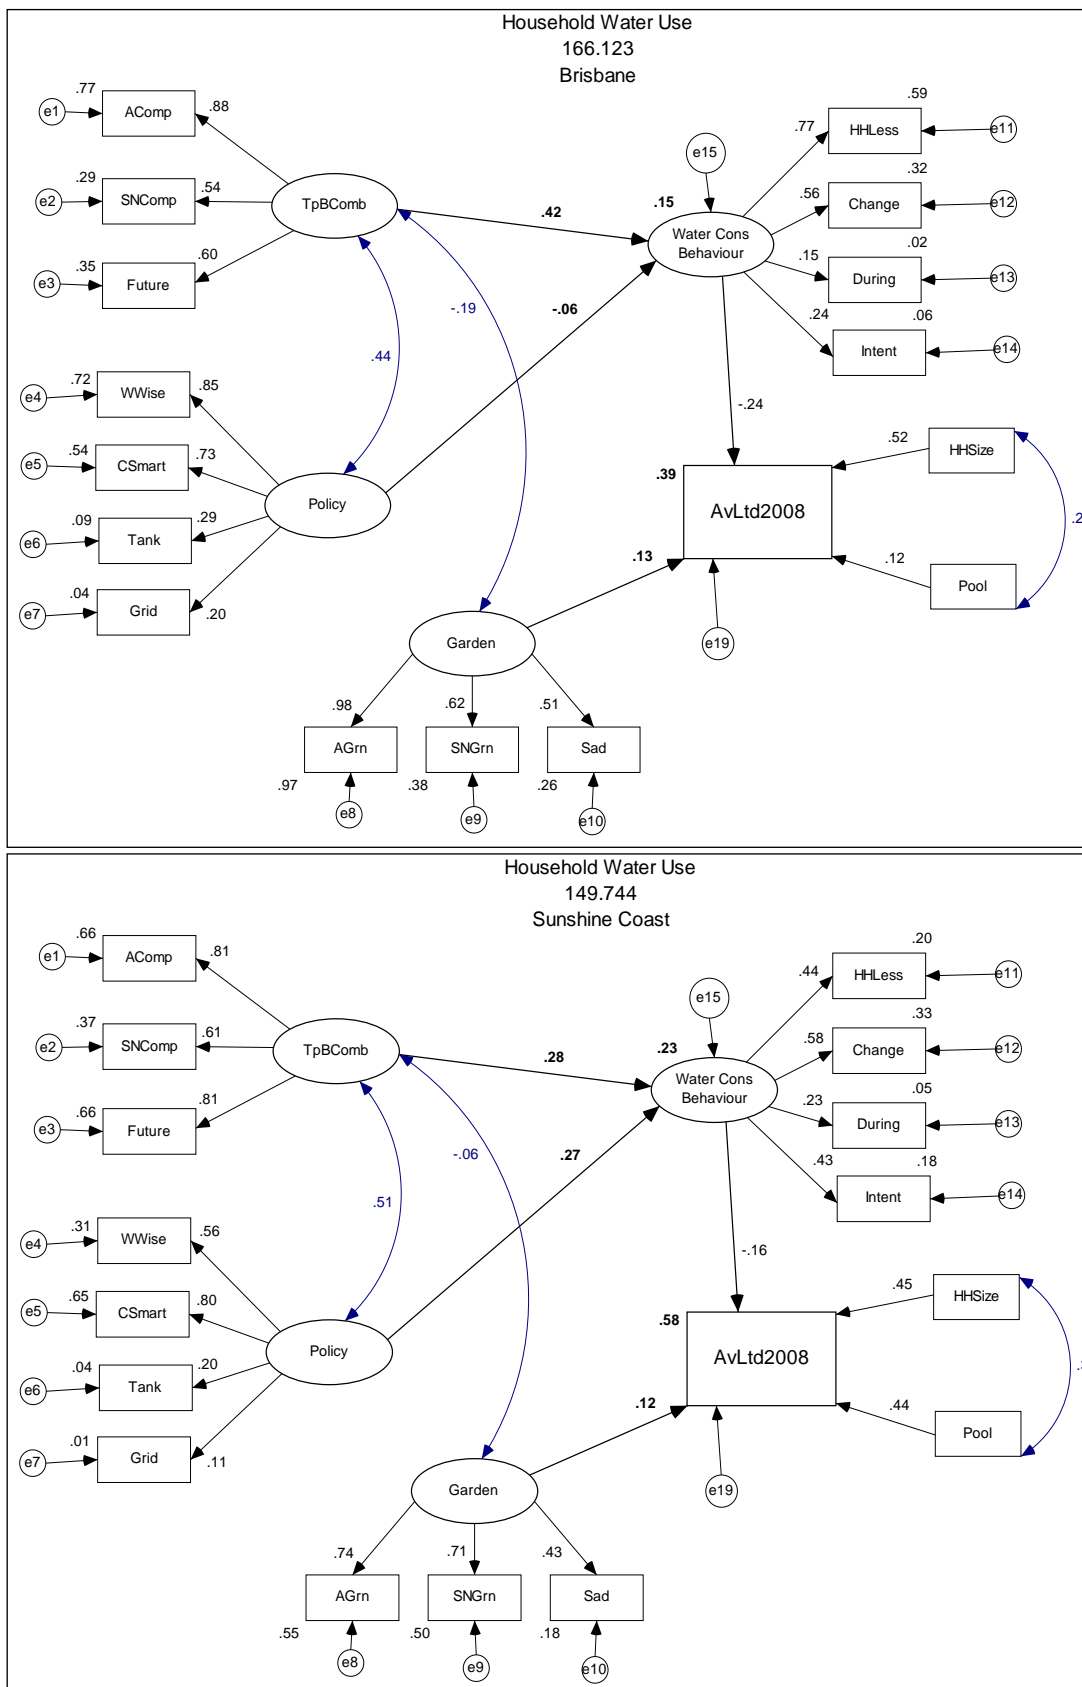 Household Water Use
166.123
Brisbane
.77
e1
AComp
.88
.59
.77
HHLess
e11
e15
.29
e2
SNComp
.54
TpBComb
.42
.15
Water Cons
Behaviour
.56
.32
Change
e12
.35
e3
Future
.60
.15
.02
During
e13
-.19
-.06
.24
.06
Intent
e14
.44
.72
e4
WWise
.85
-.24
.54
e5
CSmart
.73
.52
HHSize
.39
AvLtd2008
Policy
.2
.09
e6
Tank
.29
.13
.12
Pool
.04
e7
Grid
.20
Garden
e19
.98
.62
.51
AGrn
SNGrn
Sad
.97
.38
.26
e8
e9
e10
Household Water Use
149.744
Sunshine Coast
.66
e1
AComp
.81
.20
.44
HHLess
e11
e15
.37
e2
SNComp
.61
TpBComb
.28
.23
Water Cons
Behaviour
.58
.33
Change
e12
.66
e3
Future
.81
.23
.05
During
e13
-.06
.27
.43
.18
Intent
e14
.51
.31
e4
WWise
.56
-.16
.65
e5
CSmart
.80
.45
HHSize
.58
AvLtd2008
Policy
.04
e6
Tank
.20
.12
.44
Pool
.01
e7
Grid
.11
Garden
e19
.74
.71
.43
AGrn
SNGrn
Sad
.55
.50
.18
e8
e9
e10